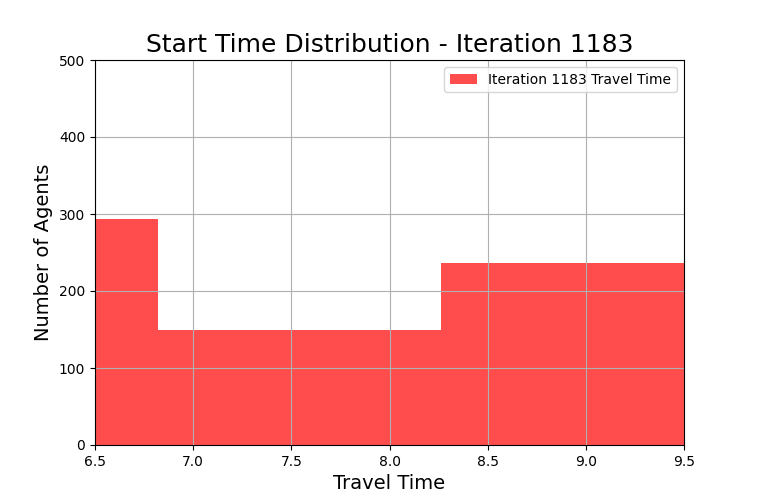 Start Time Distribution - Iteration 1183
Iteration 1183 Travel Time
Number of Agents
500
400
300
200
100
0
6.5 7.0 7.5 8.0 8.5 9.0 9.5
Travel Time